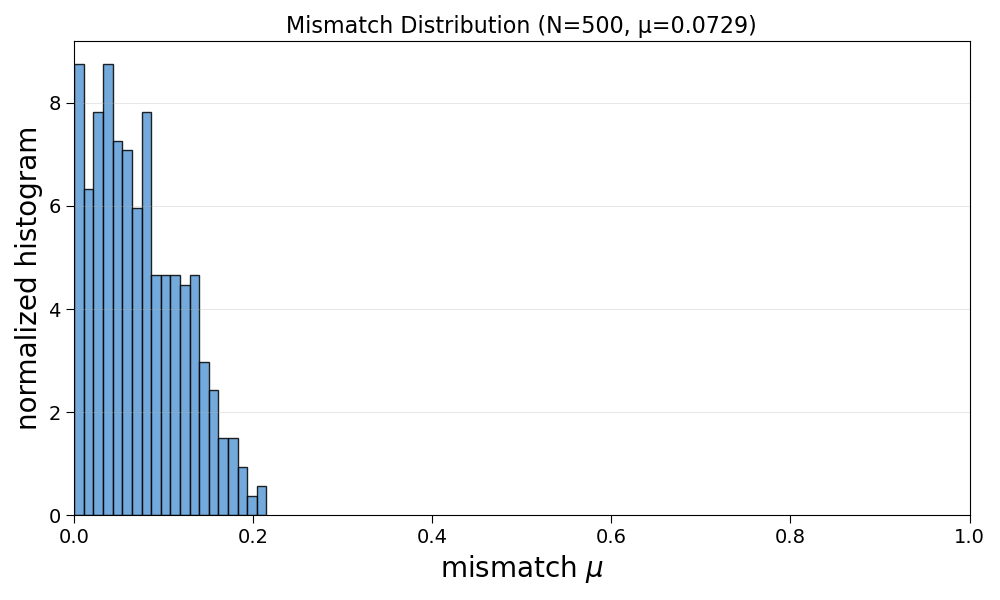 Mismatch Distribution (N=500, μ=0.0729)
normalized histogram
8
6
4
2
0
0.0 0.2 0.4 0.6 0.8 1.0
mismatch μ